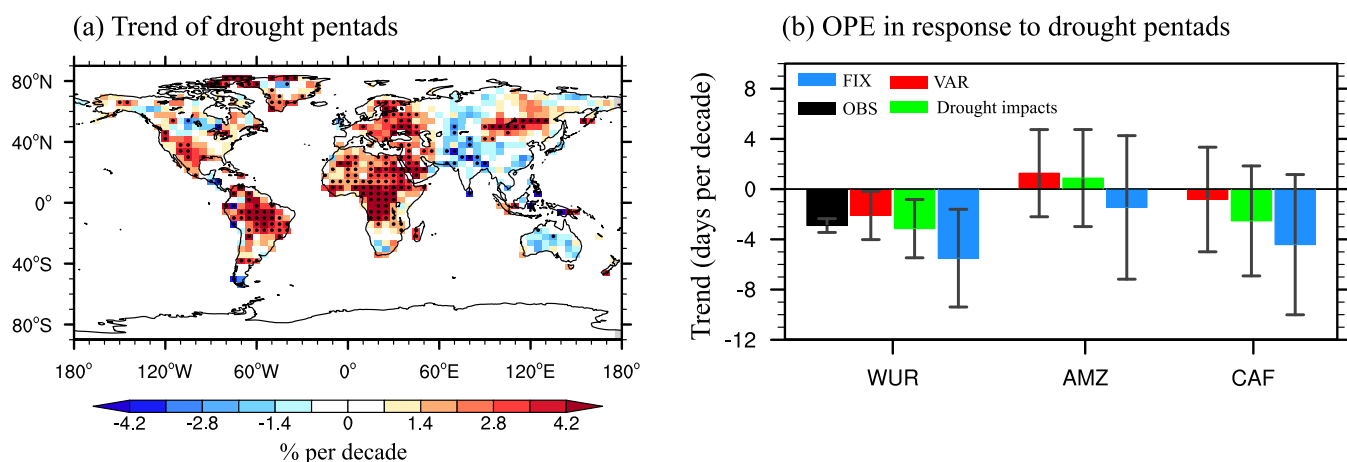 (a) Trend of drought pentads
80°N
40°N
0°
40°S
80°S
180° 120°W 60°W 0° 60°E 120°E 180°
-4.2 -2.8 -1.4 0 1.4 2.8 4.2
% per decade
(b) OPE in response to drought pentads
Trend (days per decade)
8
4
0
-4
-8
-12
FIX VAR
OBS Drought impacts
WUR AMZ CAF